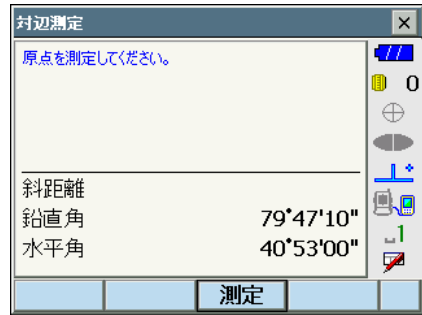 対辺測定
原点を測定してください。
0
斜距離
鉛直角 79°47'10"
水平角 40°53'00"
1
測定